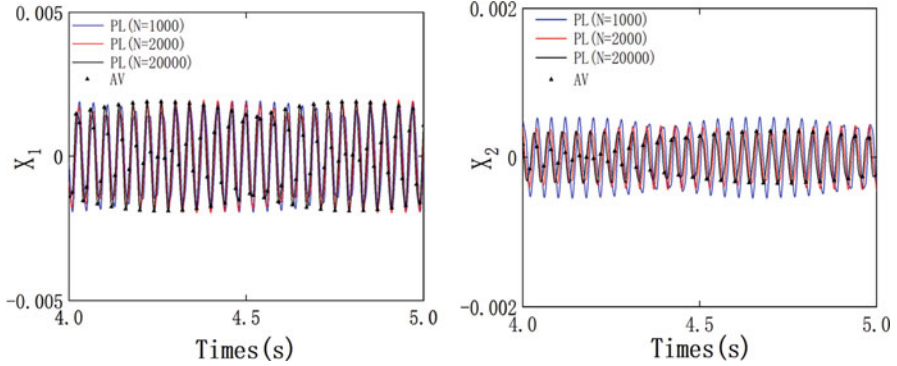 0.005
PL(N=1000)
PL(N=2000)
PL(N=20000)
AV
X1
0
-0.005
4.0
4.5
5.0
Times(s)
0.002
PL(N=1000)
PL(N=2000)
PL(N=20000)
AV
X2
0
-0.002
4.0
4.5
5.0
Times(s)